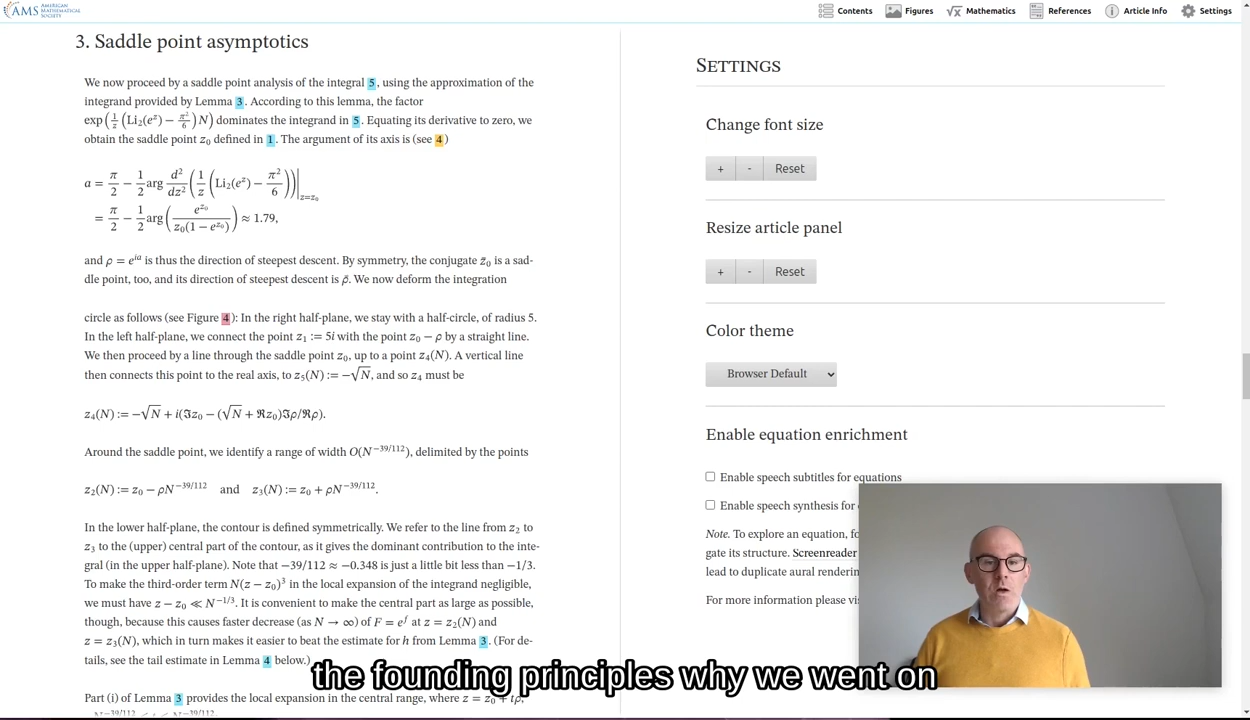 AMS AMERICAN MATHEMATICAL SOCIETY
Contents Figures √x Mathematics References Article Info Settings
3. Saddle point asymptotics
We now proceed by a saddle point analysis of the integral 5, using the approximation of the
integrand provided by Lemma 3. According to this lemma, the factor
exp(1/z (Li₂(e^z) − π²/6)N) dominates the integrand in 5. Equating its derivative to zero, we
obtain the saddle point z₀ defined in 1. The argument of its axis is (see 4)
a = π/2 − 1/2 arg d²/dz² (1/z (Li₂(e^z) − π²/6))|z=z₀
= π/2 − 1/2 arg(e^z₀ / z₀(1 − e^z₀)) ≈ 1.79,
and ρ = e^ia is thus the direction of steepest descent. By symmetry, the conjugate z̄₀ is a sad-
dle point, too, and its direction of steepest descent is ρ̄. We now deform the integration
circle as follows (see Figure 4): In the right half-plane, we stay with a half-circle, of radius 5.
In the left half-plane, we connect the point z₁ := 5i with the point z₀ − ρ by a straight line.
We then proceed by a line through the saddle point z₀, up to a point z₄(N). A vertical line
then connects this point to the real axis, to z₅(N) := −√N, and so z₄ must be
z₄(N) := −√N + i(ℑz₀ − (√N + ℜz₀)ℑρ/ℜρ).
Around the saddle point, we identify a range of width O(N^−39/112), delimited by the points
z₂(N) := z₀ − ρN^−39/112 and z₃(N) := z₀ + ρN^−39/112.
In the lower half-plane, the contour is defined symmetrically. We refer to the line from z₂ to
z₃ to the (upper) central part of the contour, as it gives the dominant contribution to the inte-
gral (in the upper half-plane). Note that −39/112 ≈ −0.348 is just a little bit less than −1/3.
To make the third-order term N(z − z₀)³ in the local expansion of the integrand negligible,
we must have z − z₀ ≪ N^−1/3. It is convenient to make the central part as large as possible,
though, because this causes faster decrease (as N → ∞) of F = e^f at z = z₂(N) and
z = z₃(N), which in turn makes it easier to beat the estimate for h from Lemma 3. (For de-
tails, see the tail estimate in Lemma 4 below.)
Part (i) of Lemma 3 provides the local expansion in the central range, where z = z₀ + tρ,
SETTINGS
Change font size
+ - Reset
Resize article panel
+ - Reset
Color theme
Browser Default
Enable equation enrichment
Enable speech subtitles for equations
Enable speech synthesis for
Note. To explore an equation, fo
gate its structure. Screenreader
lead to duplicate aural renderin
For more information please vis
the founding principles why we went on